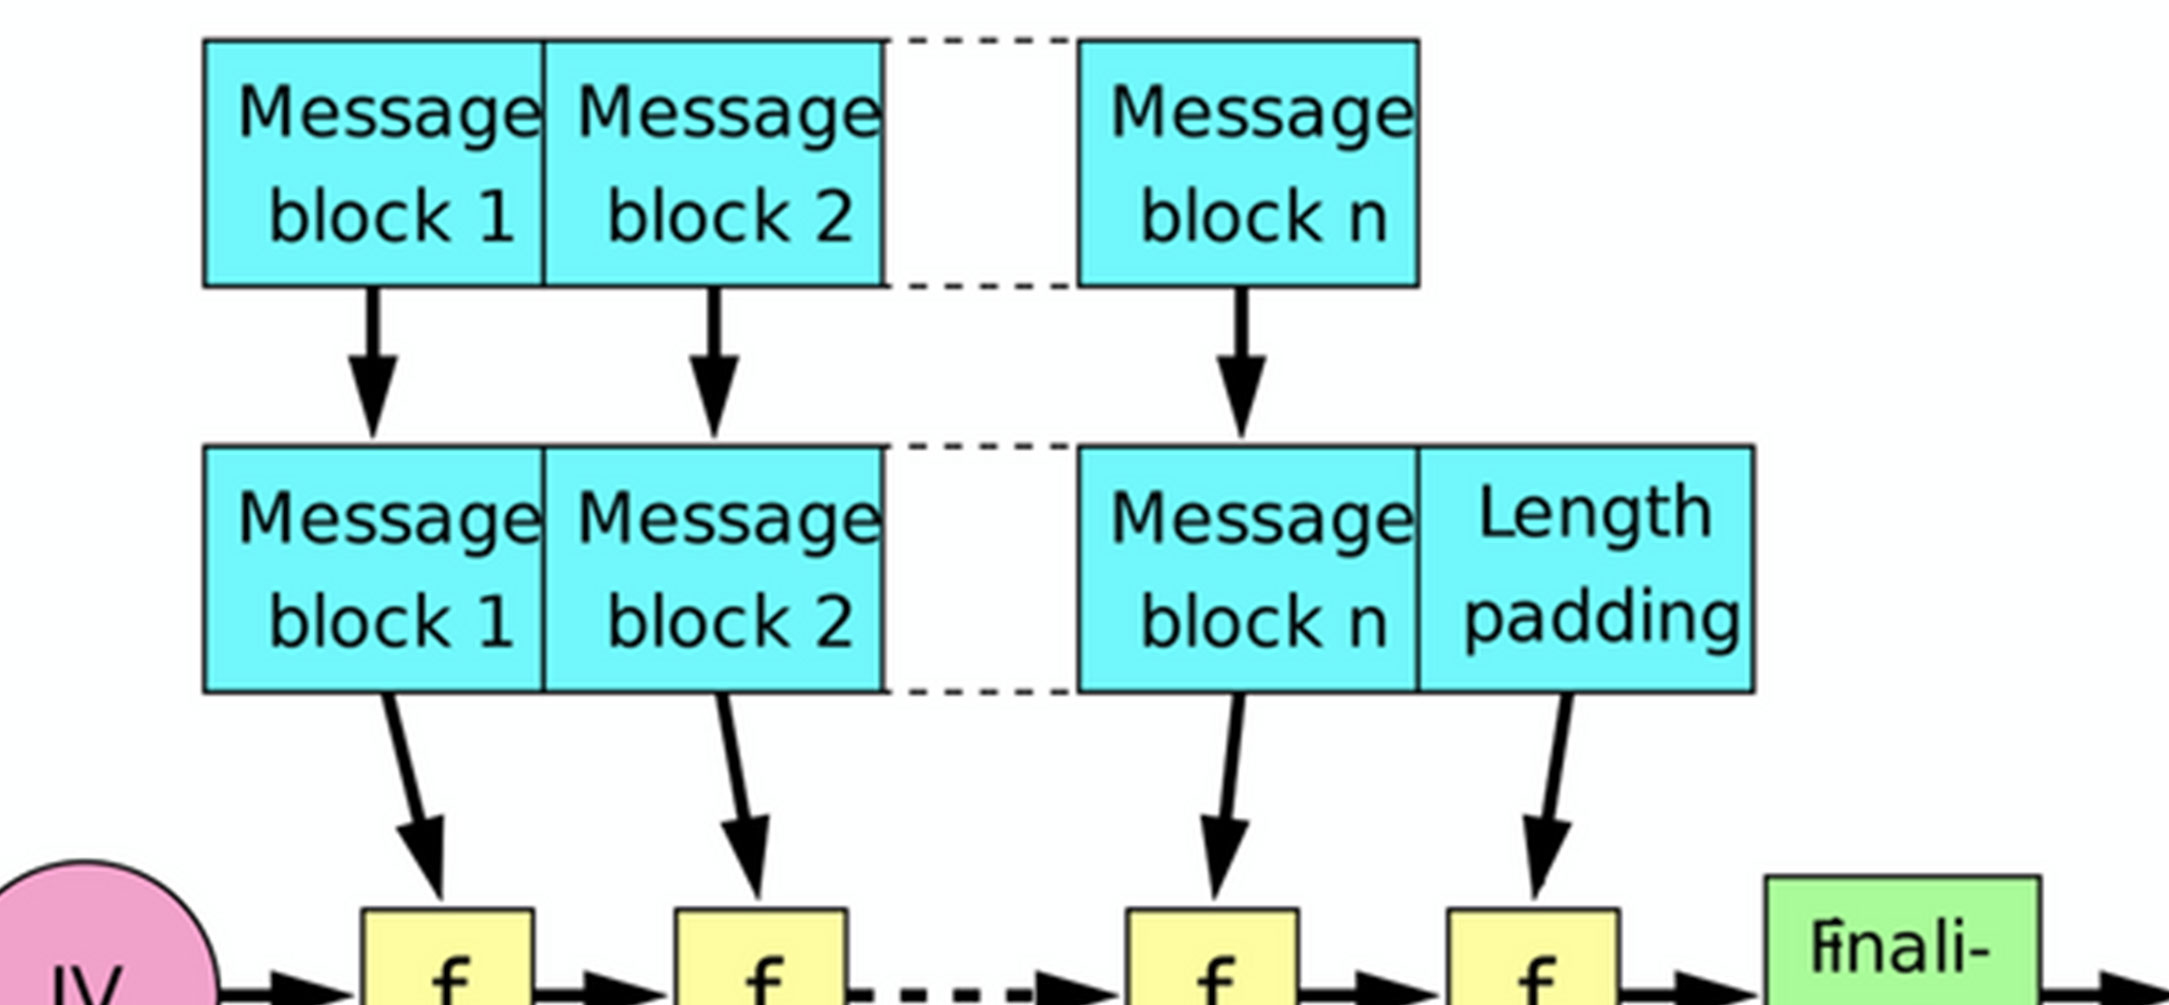 Message
block 1
Message
block 2
Message
block n
Message
block 1
Message
block 2
Message
block n
Length
padding
IV
f
f
f
f
Finali-